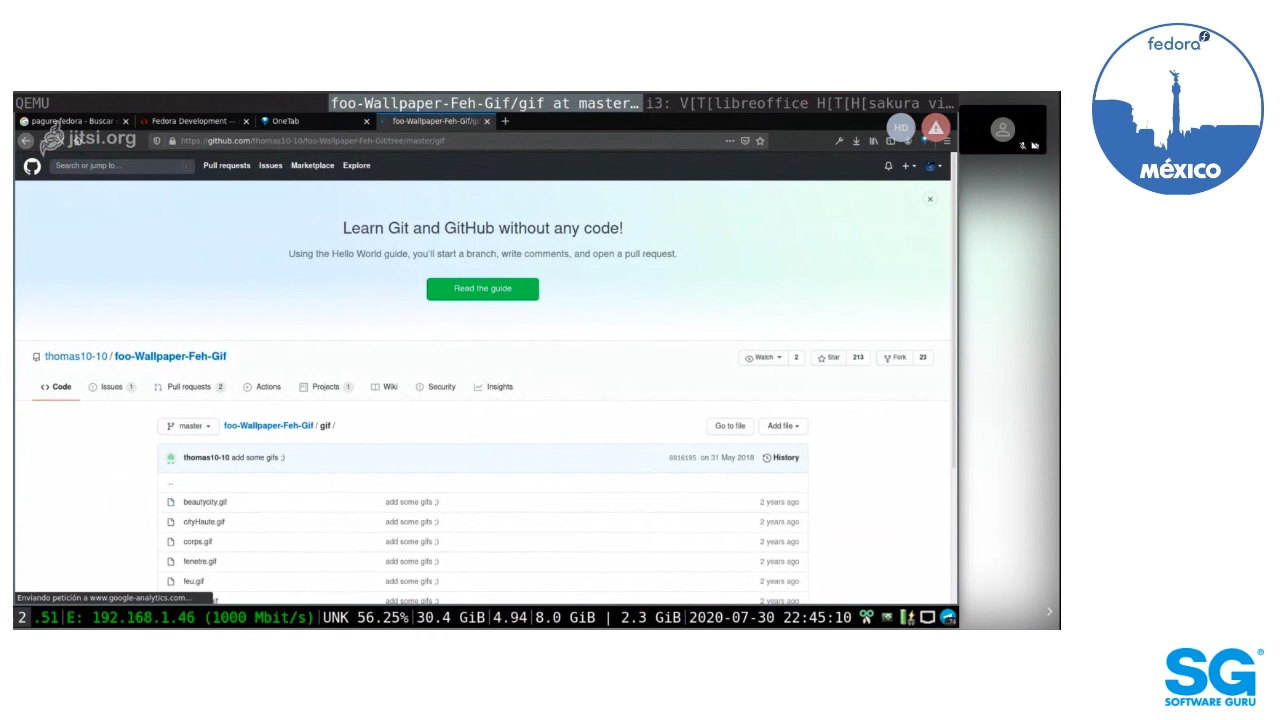 fedora
MÉXICO
QEMU
foo-Wallpaper-Feh-Gif/gif at master…
i3: V[T[libreoffice H[T[H[sakura vi…
pagure fedora - Buscar
Fedora Development —
OneTab
foo-Wallpaper-Feh-Gif/gi
jitsi.org
https://github.com/thomas10-10/foo-Wallpaper-Feh-Gif/tree/master/gif
HD
Search or jump to…
Pull requests Issues Marketplace Explore
Learn Git and GitHub without any code!
Using the Hello World guide, you'll start a branch, write comments, and open a pull request.
Read the guide
thomas10-10 / foo-Wallpaper-Feh-Gif
Watch 2 Star 213 Fork 23
Code Issues 1 Pull requests 2 Actions Projects 1 Wiki Security Insights
master foo-Wallpaper-Feh-Gif / gif / Go to file Add file
thomas10-10 add some gifs ;) 0816195 on 31 May 2018 History
..
beautycity.gif add some gifs ;) 2 years ago
cityHaute.gif add some gifs ;) 2 years ago
corps.gif add some gifs ;) 2 years ago
fenetre.gif add some gifs ;) 2 years ago
feu.gif add some gifs ;) 2 years ago
add some gifs ;) 2 years ago
Enviando petición a www.google-analytics.com…
2 .51|E: 192.168.1.46 (1000 Mbit/s)|UNK 56.25%|30.4 GiB|4.94|8.0 GiB | 2.3 GiB|2020-07-30 22:45:10
SG®
SOFTWARE GURU